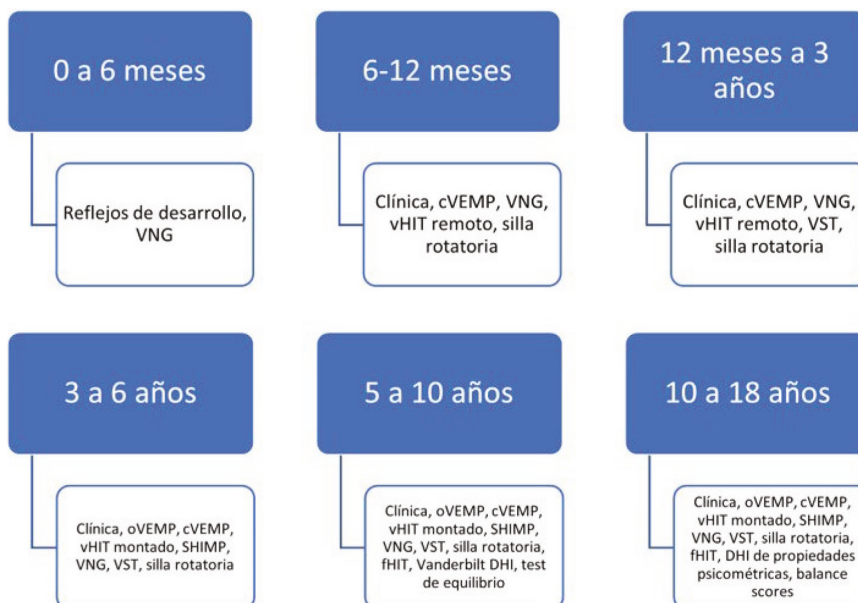 0 a 6 meses
Reflejos de desarrollo,
VNG
6-12 meses
Clínica, cVEMP, VNG,
vHIT remoto, silla
rotatoria
12 meses a 3
años
Clínica, cVEMP, VNG,
vHIT remoto, VST,
silla rotatoria
3 a 6 años
Clínica, oVEMP, cVEMP,
vHIT montado, SHIMP,
VNG, VST, silla rotatoria
5 a 10 años
Clínica, oVEMP, cVEMP,
vHIT montado, SHIMP,
VNG, VST, silla rotatoria,
fHIT, Vanderbilt DHI, test
de equilibrio
10 a 18 años
Clínica, oVEMP, cVEMP,
vHIT montado, SHIMP,
VNG, VST, silla rotatoria,
fHIT, DHI de propiedades
psicométricas, balance
scores